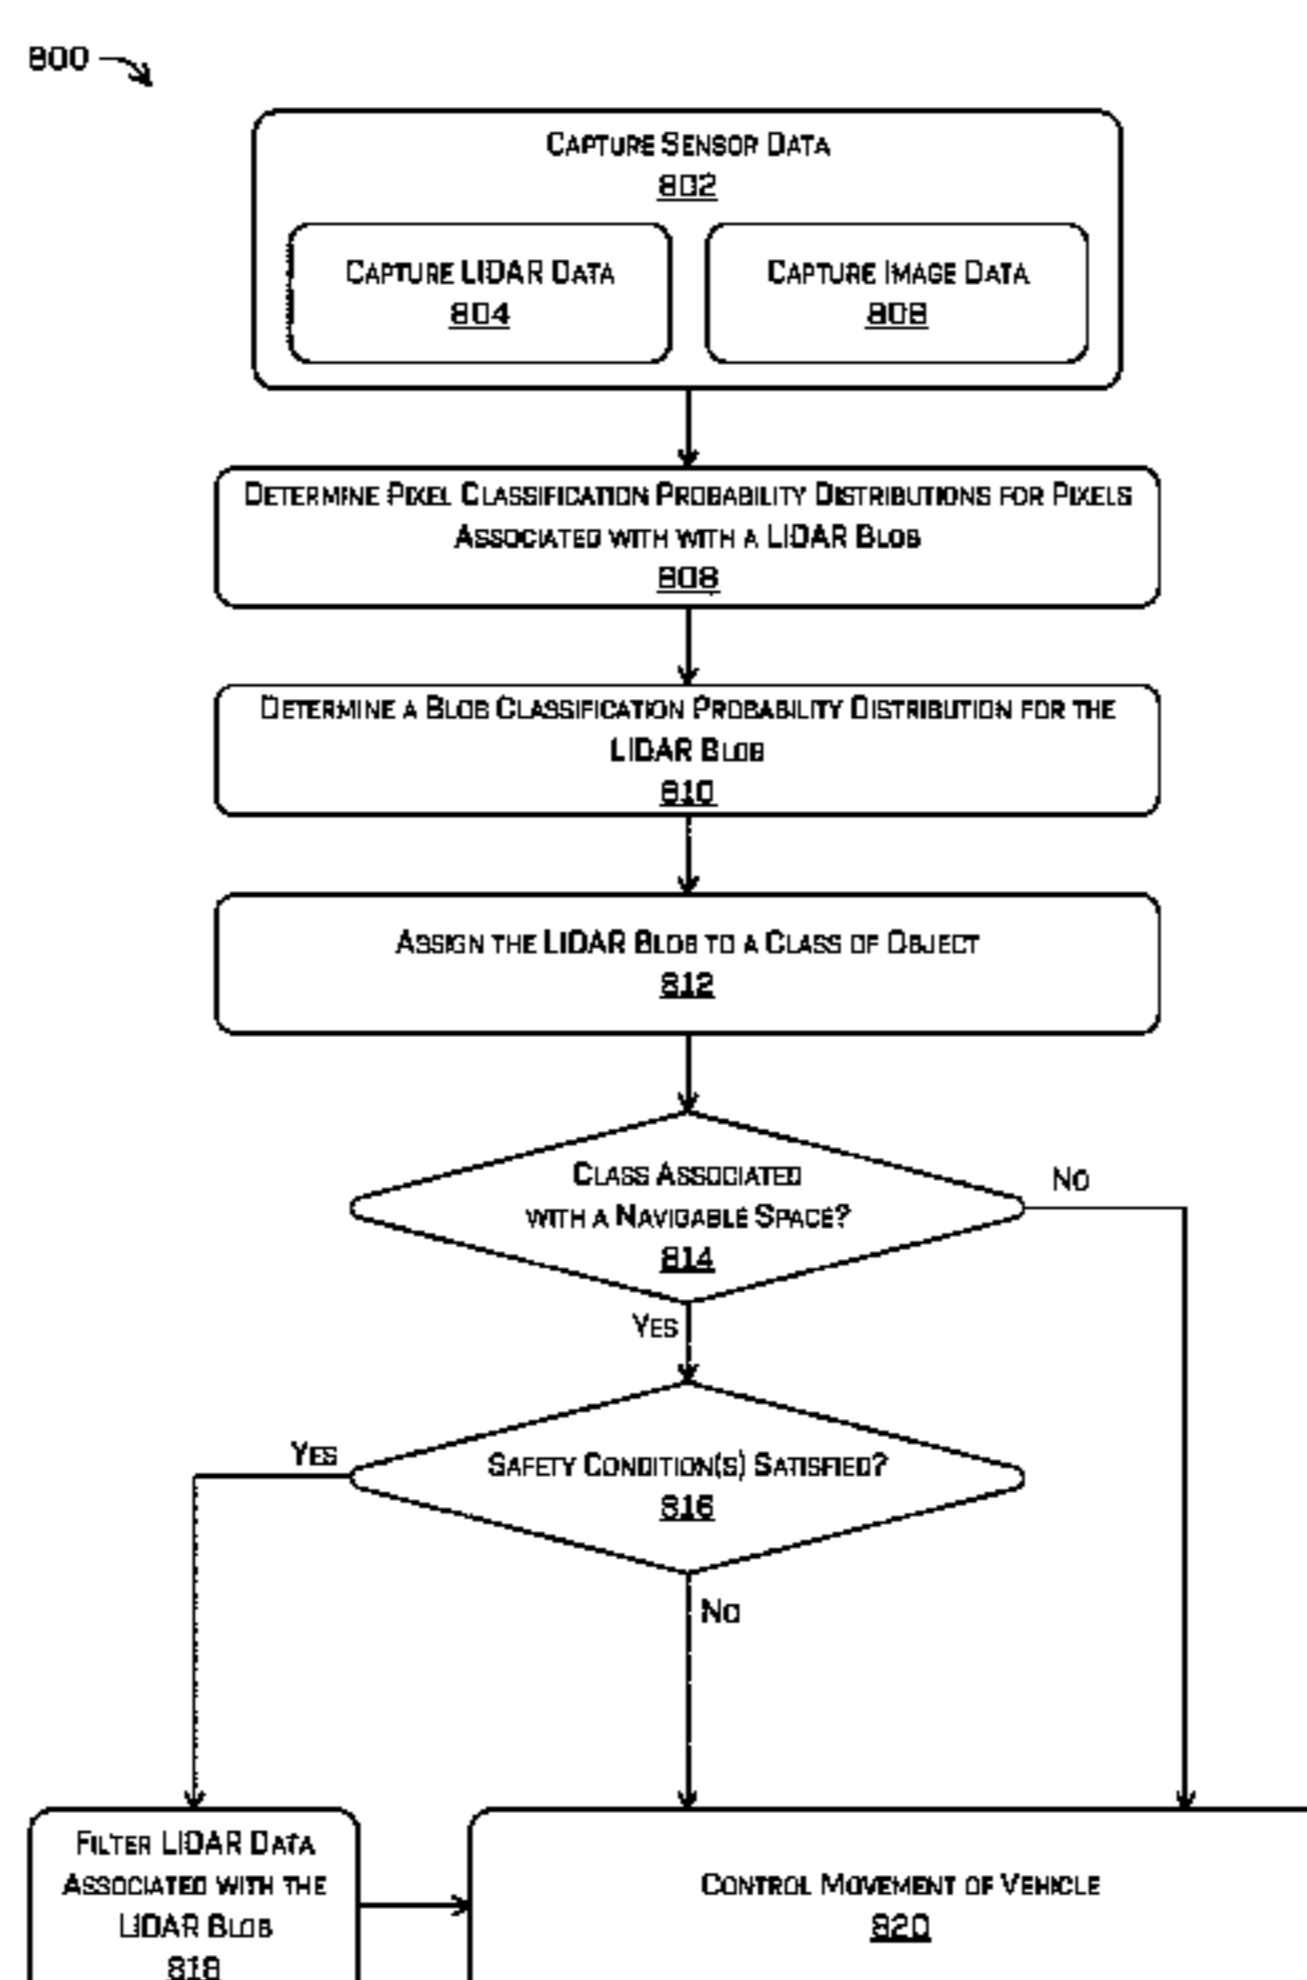 800
Capture Sensor Data
802
Capture LIDAR Data
804
Capture Image Data
806
Determine Pixel Classification Probability Distributions for Pixels
Associated with with a LIDAR Blob
808
Determine a Blob Classification Probability Distribution for the
LIDAR Blob
810
Assign the LIDAR Blob to a Class of Object
812
Class Associated
with a Navigable Space?
814
No
Yes
Safety Condition(s) Satisfied?
816
Yes
No
Filter LIDAR Data
Associated with the
LIDAR Blob
818
Control Movement of Vehicle
820